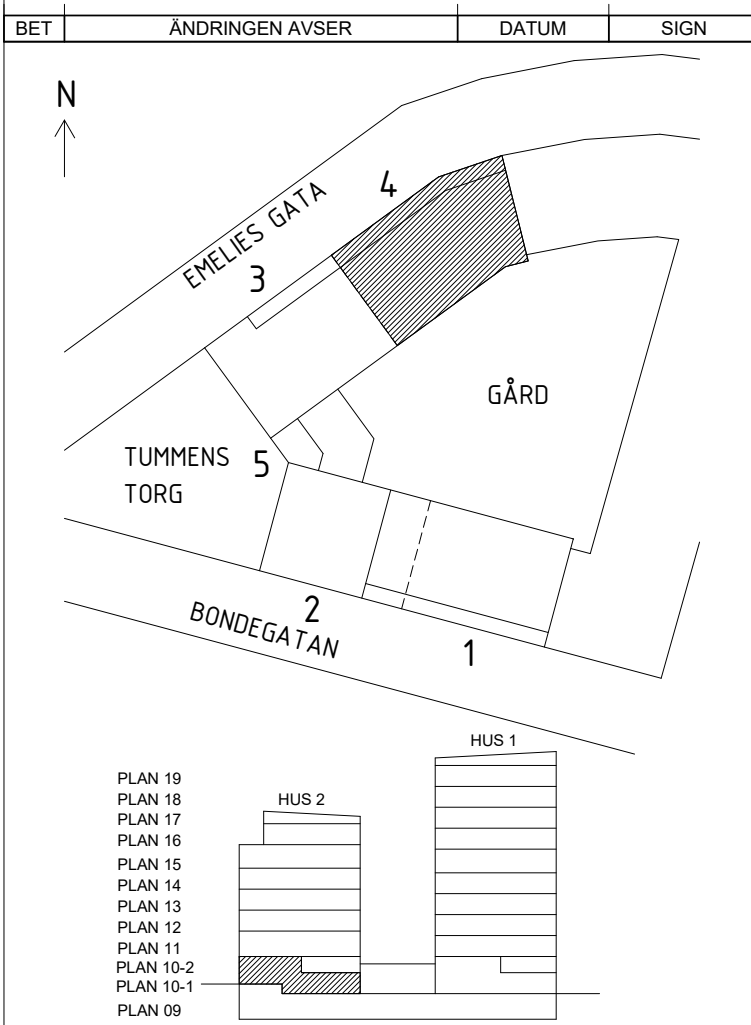 BET ÄNDRINGEN AVSER DATUM SIGN
N
4
EMELIES GATA
3
GÅRD
TUMMENS
TORG
5
2
BONDEGATAN
1
HUS 1
PLAN 19
PLAN 18
HUS 2
PLAN 17
PLAN 16
PLAN 15
PLAN 14
PLAN 13
PLAN 12
PLAN 11
PLAN 10-2
PLAN 10-1
PLAN 09